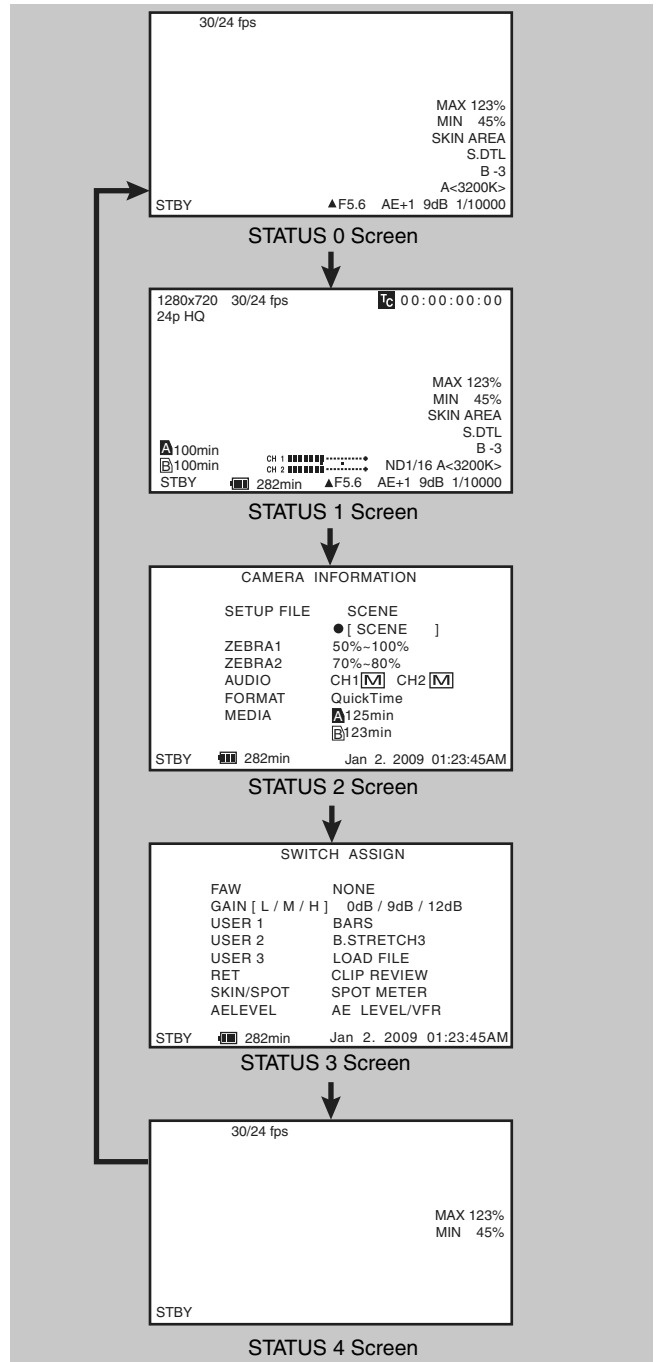 30/24 fps
MAX 123%
MIN 45%
SKIN AREA
S.DTL
B -3
A<3200K>
STBY ▲F5.6 AE+1 9dB 1/10000
STATUS 0 Screen
1280x720 30/24 fps TC 00:00:00:00
24p HQ
MAX 123%
MIN 45%
SKIN AREA
S.DTL
B -3
A 100min
B 100min CH 1
CH 2 ND1/16 A<3200K>
STBY 282min ▲F5.6 AE+1 9dB 1/10000
STATUS 1 Screen
CAMERA INFORMATION
SETUP FILE SCENE
●[ SCENE ]
ZEBRA1 50%~100%
ZEBRA2 70%~80%
AUDIO CH1 M CH2 M
FORMAT QuickTime
MEDIA A 125min
B 123min
STBY 282min Jan 2. 2009 01:23:45AM
STATUS 2 Screen
SWITCH ASSIGN
FAW NONE
GAIN [ L / M / H ] 0dB / 9dB / 12dB
USER 1 BARS
USER 2 B.STRETCH3
USER 3 LOAD FILE
RET CLIP REVIEW
SKIN/SPOT SPOT METER
AELEVEL AE LEVEL/VFR
STBY 282min Jan 2. 2009 01:23:45AM
STATUS 3 Screen
30/24 fps
MAX 123%
MIN 45%
STBY
STATUS 4 Screen